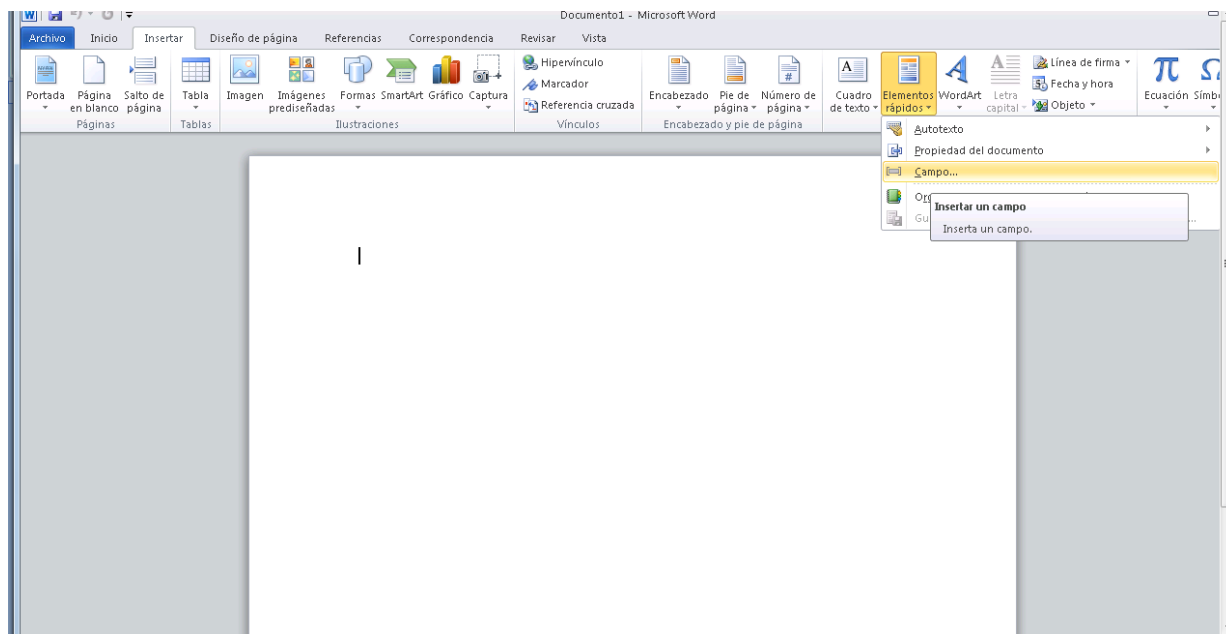 Documento1 - Microsoft Word
Archivo Inicio Insertar Diseño de página Referencias Correspondencia Revisar Vista
Portada Página en blanco Salto de página
Páginas
Tabla
Tablas
Imagen Imágenes prediseñadas Formas SmartArt Gráfico Captura
Ilustraciones
Hipervínculo
Marcador
Referencia cruzada
Vínculos
Encabezado Pie de página Número de página
Encabezado y pie de página
Cuadro de texto Elementos rápidos WordArt Letra capital
Línea de firma
Fecha y hora
Objeto
Ecuación
Autotexto
Propiedad del documento
Campo...
Insertar un campo
Inserta un campo.